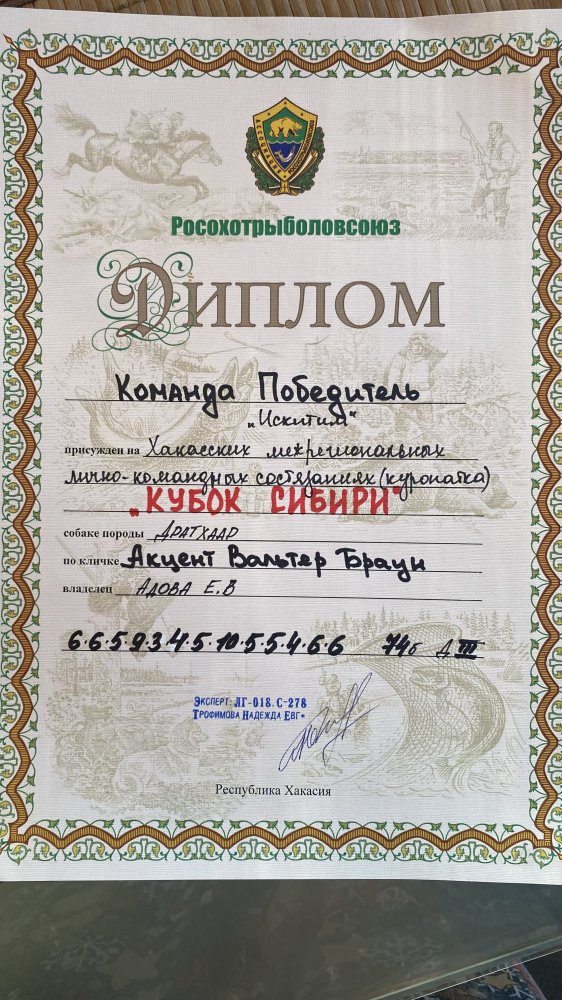 АССОЦИАЦИЯ
Росохотрыболовсоюз
Диплом
Команда Победитель
„Искитим"
присужден на Хакасских межрегиональных
лично-командных состязаниях (куропатка)
„КУБОК СИБИРИ"
собаке породы Дратхаар
по кличке Акцент Вальтер Браун
владелец Адова Е.В
6·6·5·9·3·4·5·10·5·5·4·6·6 74б Д III
Эксперт: ЛГ-018. С-278
Трофимова Надежда Евг.
Республика Хакасия